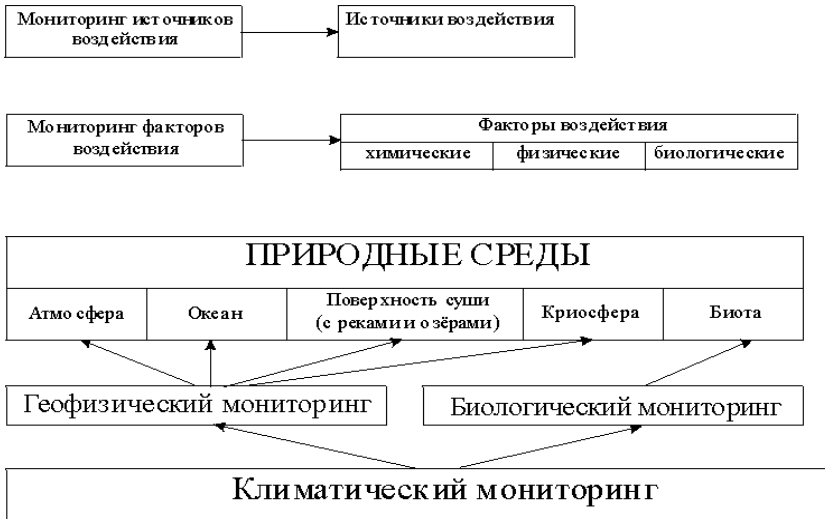 Мониторинг источников
воздействия
Источники воздействия
Мониторинг факторов
воздействия
Факторы воздействия
химические физические биологические
ПРИРОДНЫЕ СРЕДЫ
Атмосфера
Океан
Поверхность суши
(с реками и озёрами)
Криосфера
Биота
Геофизический мониторинг
Биологический мониторинг
Климатический мониторинг